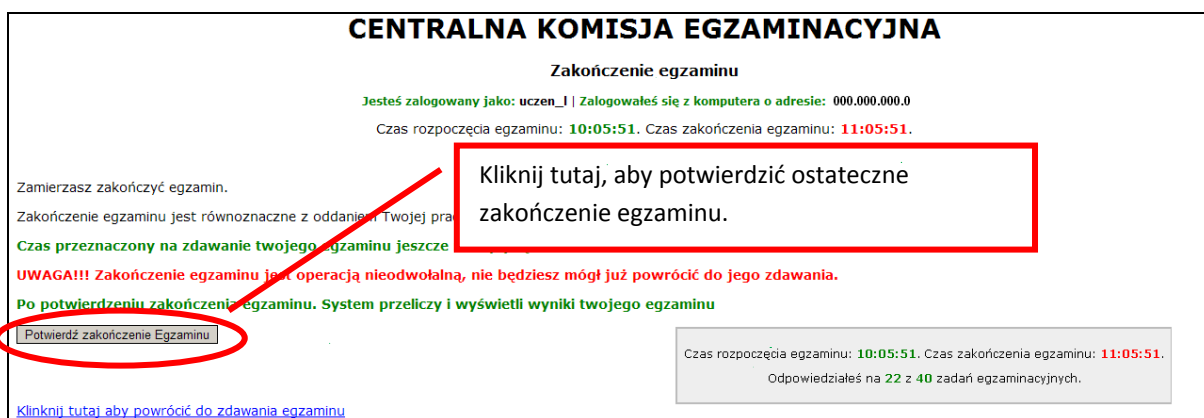 CENTRALNA KOMISJA EGZAMINACYJNA
Zakończenie egzaminu
Jesteś zalogowany jako: uczen_l | Zalogowałeś się z komputera o adresie: 000.000.000.0
Czas rozpoczęcia egzaminu: 10:05:51. Czas zakończenia egzaminu: 11:05:51.
Kliknij tutaj, aby potwierdzić ostateczne
zakończenie egzaminu.
Zamierzasz zakończyć egzamin.
Zakończenie egzaminu jest równoznaczne z oddaniem Twojej
Czas przeznaczony na zdawanie twojego egzaminu jeszcze
UWAGA!!! Zakończenie egzaminu jest operacją nieodwołalną, nie będziesz mógł już powrócić do jego zdawania.
Po potwierdzeniu zakończenia egzaminu. System przeliczy i wyświetli wyniki twojego egzaminu
Potwierdź zakończenie Egzaminu
Czas rozpoczęcia egzaminu: 10:05:51. Czas zakończenia egzaminu: 11:05:51.
Odpowiedziałeś na 22 z 40 zadań egzaminacyjnych.
Klinknij tutaj aby powrócić do zdawania egzaminu